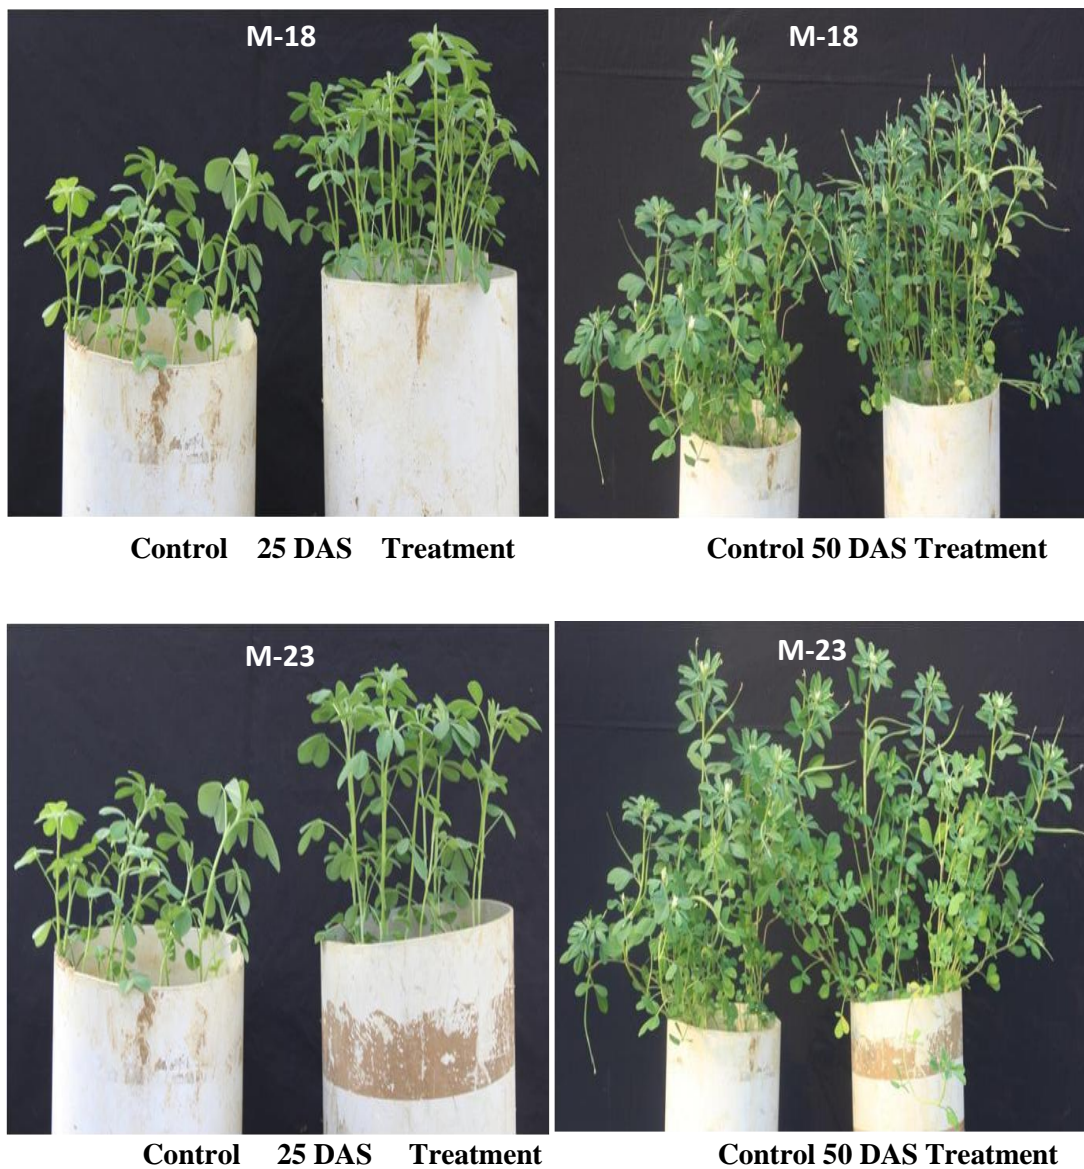 M-18
M-18
Control 25 DAS Treatment
Control 50 DAS Treatment
M-23
M-23
Control 25 DAS Treatment
Control 50 DAS Treatment